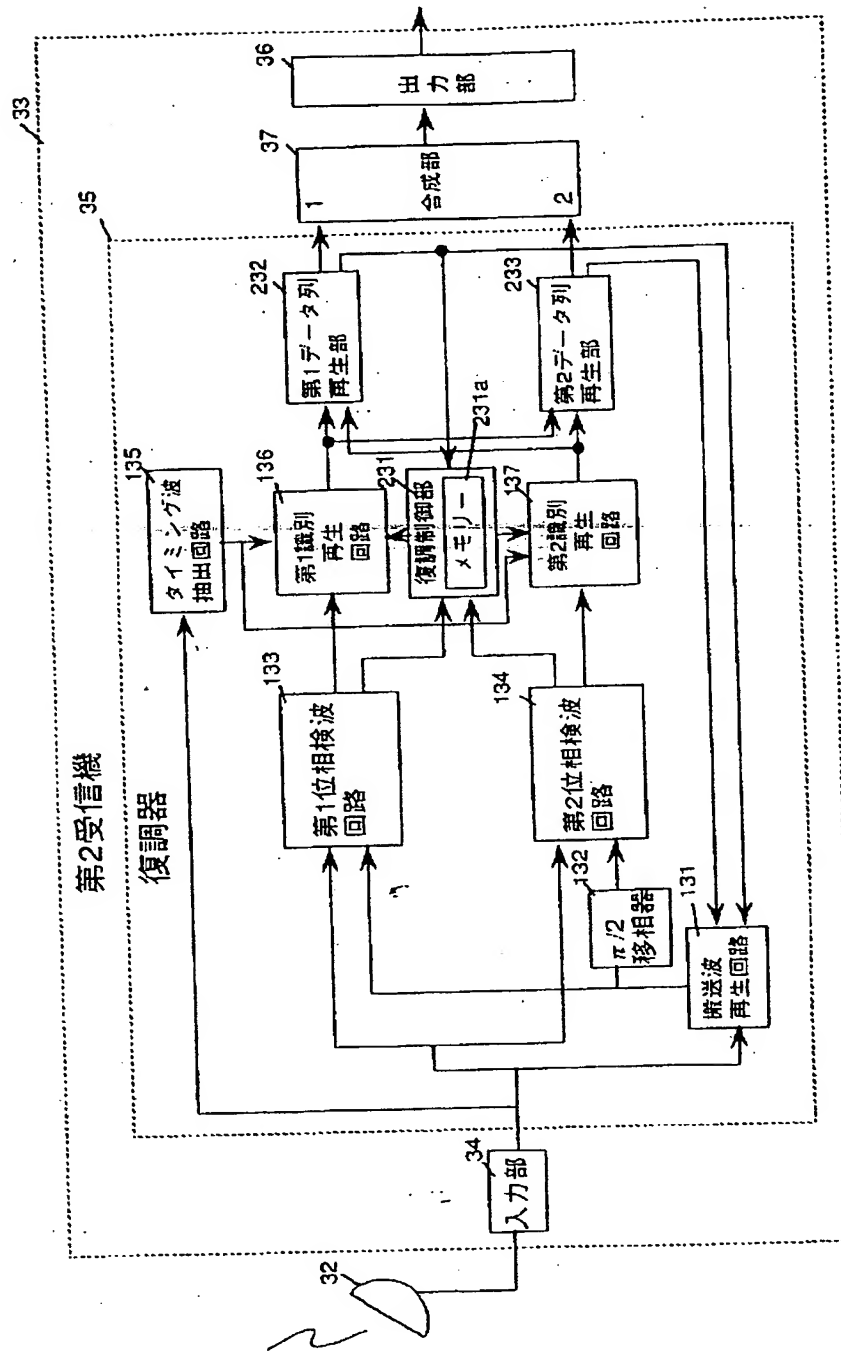 第2受信機
33
復調器
35
32
34
入力部
135
タイミング波
抽出回路
133
第1位相検波
回路
136
第1識別
再生
回路
232
第1データ列
再生部
37
1
合成部
2
36
出力部
231
復調制御部
231a
メモリー
134
第2位相検波
回路
137
第2識別
再生
回路
233
第2データ列
再生部
132
π/2
移相器
131
搬送波
再生回路